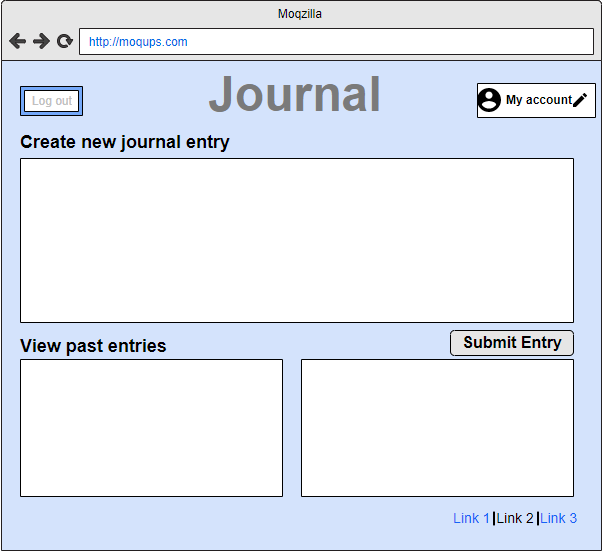 Moqzilla
http://moqups.com
Log out
Journal
My account
Create new journal entry
View past entries
Submit Entry
Link 1|Link 2|Link 3